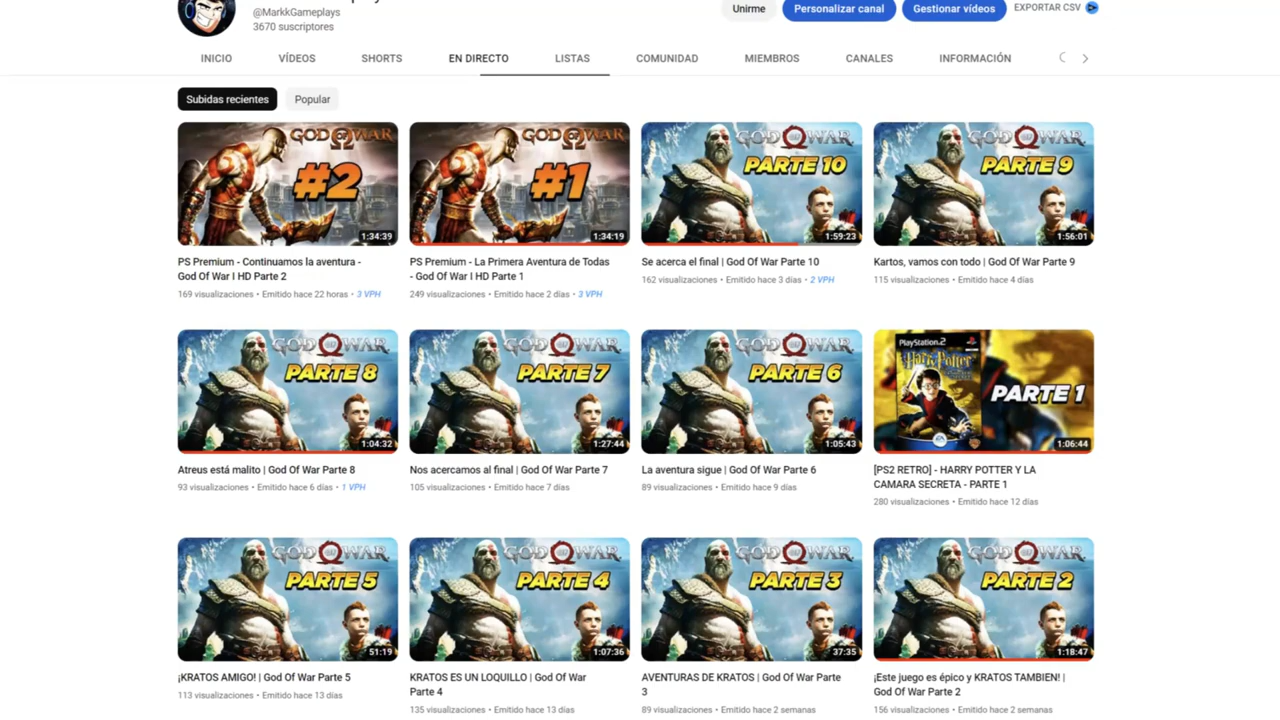 @MarkkGameplays
3670 suscriptores
Unirme
Personalizar canal
Gestionar vídeos
EXPORTAR CSV
INICIO
VÍDEOS
SHORTS
EN DIRECTO
LISTAS
COMUNIDAD
MIEMBROS
CANALES
INFORMACIÓN
Subidas recientes
Popular
GOD OF WAR
#2
1:34:39
GOD OF WAR
#1
1:34:19
GOD OF WAR
PARTE 10
1:59:23
GOD OF WAR
PARTE 9
1:56:01
PS Premium - Continuamos la aventura -
God Of War I HD Parte 2
169 visualizaciones • Emitido hace 22 horas • 3 VPH
PS Premium - La Primera Aventura de Todas
- God Of War I HD Parte 1
249 visualizaciones • Emitido hace 2 días • 3 VPH
Se acerca el final | God Of War Parte 10
162 visualizaciones • Emitido hace 3 días • 2 VPH
Kartos, vamos con todo | God Of War Parte 9
115 visualizaciones • Emitido hace 4 días
GOD OF WAR
PARTE 8
1:04:32
GOD OF WAR
PARTE 7
1:27:44
GOD OF WAR
PARTE 6
1:05:43
PlayStation 2
Harry Potter
EA
PARTE 1
1:06:44
Atreus está malito | God Of War Parte 8
93 visualizaciones • Emitido hace 6 días • 1 VPH
Nos acercamos al final | God Of War Parte 7
105 visualizaciones • Emitido hace 7 días
La aventura sigue | God Of War Parte 6
89 visualizaciones • Emitido hace 9 días
[PS2 RETRO] - HARRY POTTER Y LA
CAMARA SECRETA - PARTE 1
280 visualizaciones • Emitido hace 12 días
GOD OF WAR
PARTE 5
51:19
GOD OF WAR
PARTE 4
1:07:36
GOD OF WAR
PARTE 3
37:35
GOD OF WAR
PARTE 2
1:18:47
¡KRATOS AMIGO! | God Of War Parte 5
113 visualizaciones • Emitido hace 13 días
KRATOS ES UN LOQUILLO | God Of War
Parte 4
135 visualizaciones • Emitido hace 13 días
AVENTURAS DE KRATOS | God Of War Parte
3
89 visualizaciones • Emitido hace 2 semanas
¡Este juego es épico y KRATOS TAMBIEN! |
God Of War Parte 2
156 visualizaciones • Emitido hace 2 semanas